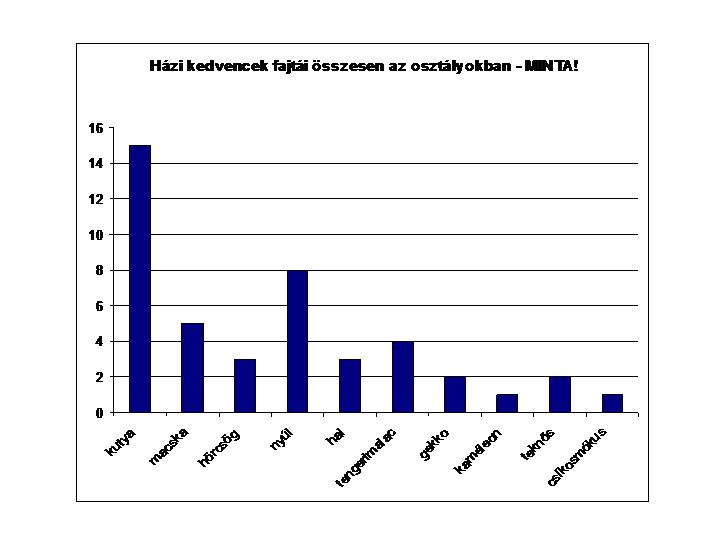 Házi kedvencek fajtái összesen az osztályokban - MINTA!
16
14
12
10
8
6
4
2
0
kutya
macska
hörcsög
nyúl
hal
tengerimalac
gekko
kaméleon
teknős
csíkosmókus